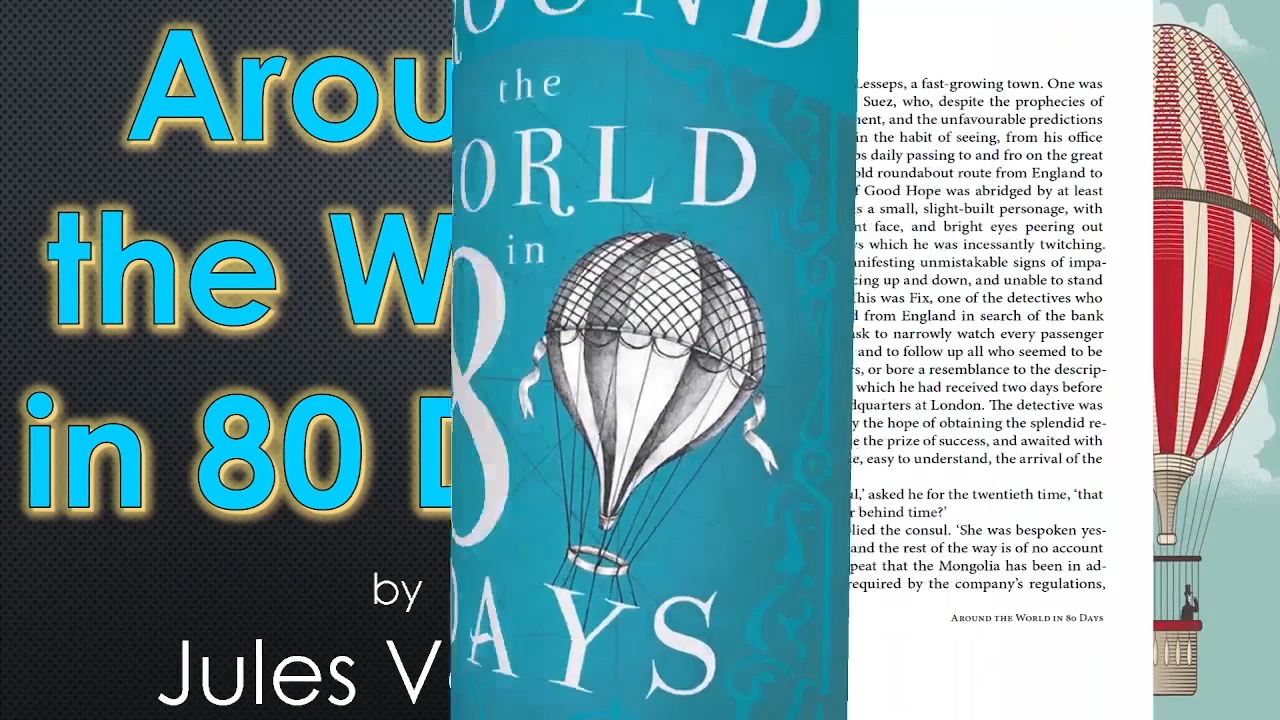 Arou
the W
in 80 D
by
Jules V
OUND
the
ORLD
in
8
DAYS
Lesseps, a fast-growing town. One was
Suez, who, despite the prophecies of
ment, and the unfavourable predictions
in the habit of seeing, from his office
ps daily passing to and fro on the great
old roundabout route from England to
f Good Hope was abridged by at least
s a small, slight-built personage, with
nt face, and bright eyes peering out
ws which he was incessantly twitching.
anifesting unmistakable signs of impa-
cing up and down, and unable to stand
This was Fix, one of the detectives who
d from England in search of the bank
ask to narrowly watch every passenger
and to follow up all who seemed to be
rs, or bore a resemblance to the descrip-
which he had received two days before
dquarters at London. The detective was
y the hope of obtaining the splendid re-
e the prize of success, and awaited with
e, easy to understand, the arrival of the
l,’ asked he for the twentieth time, ‘that
r behind time?’
lied the consul. ‘She was bespoken yes-
and the rest of the way is of no account
peat that the Mongolia has been in ad-
required by the company’s regulations,
Around the World in 80 Days